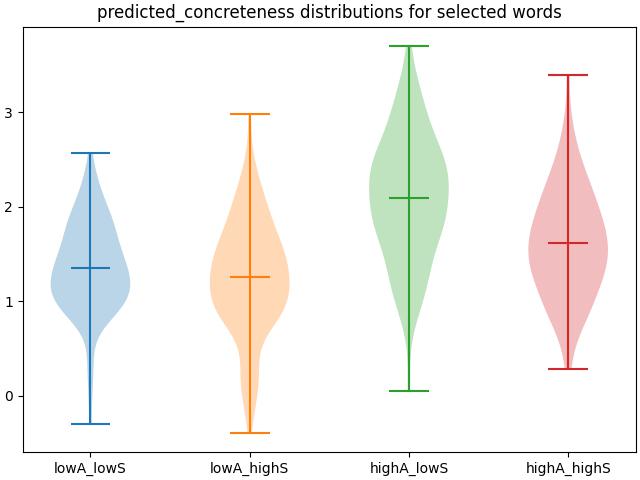 predicted_concreteness distributions for selected words
3
2
1
0
lowA_lowS lowA_highS highA_lowS highA_highS